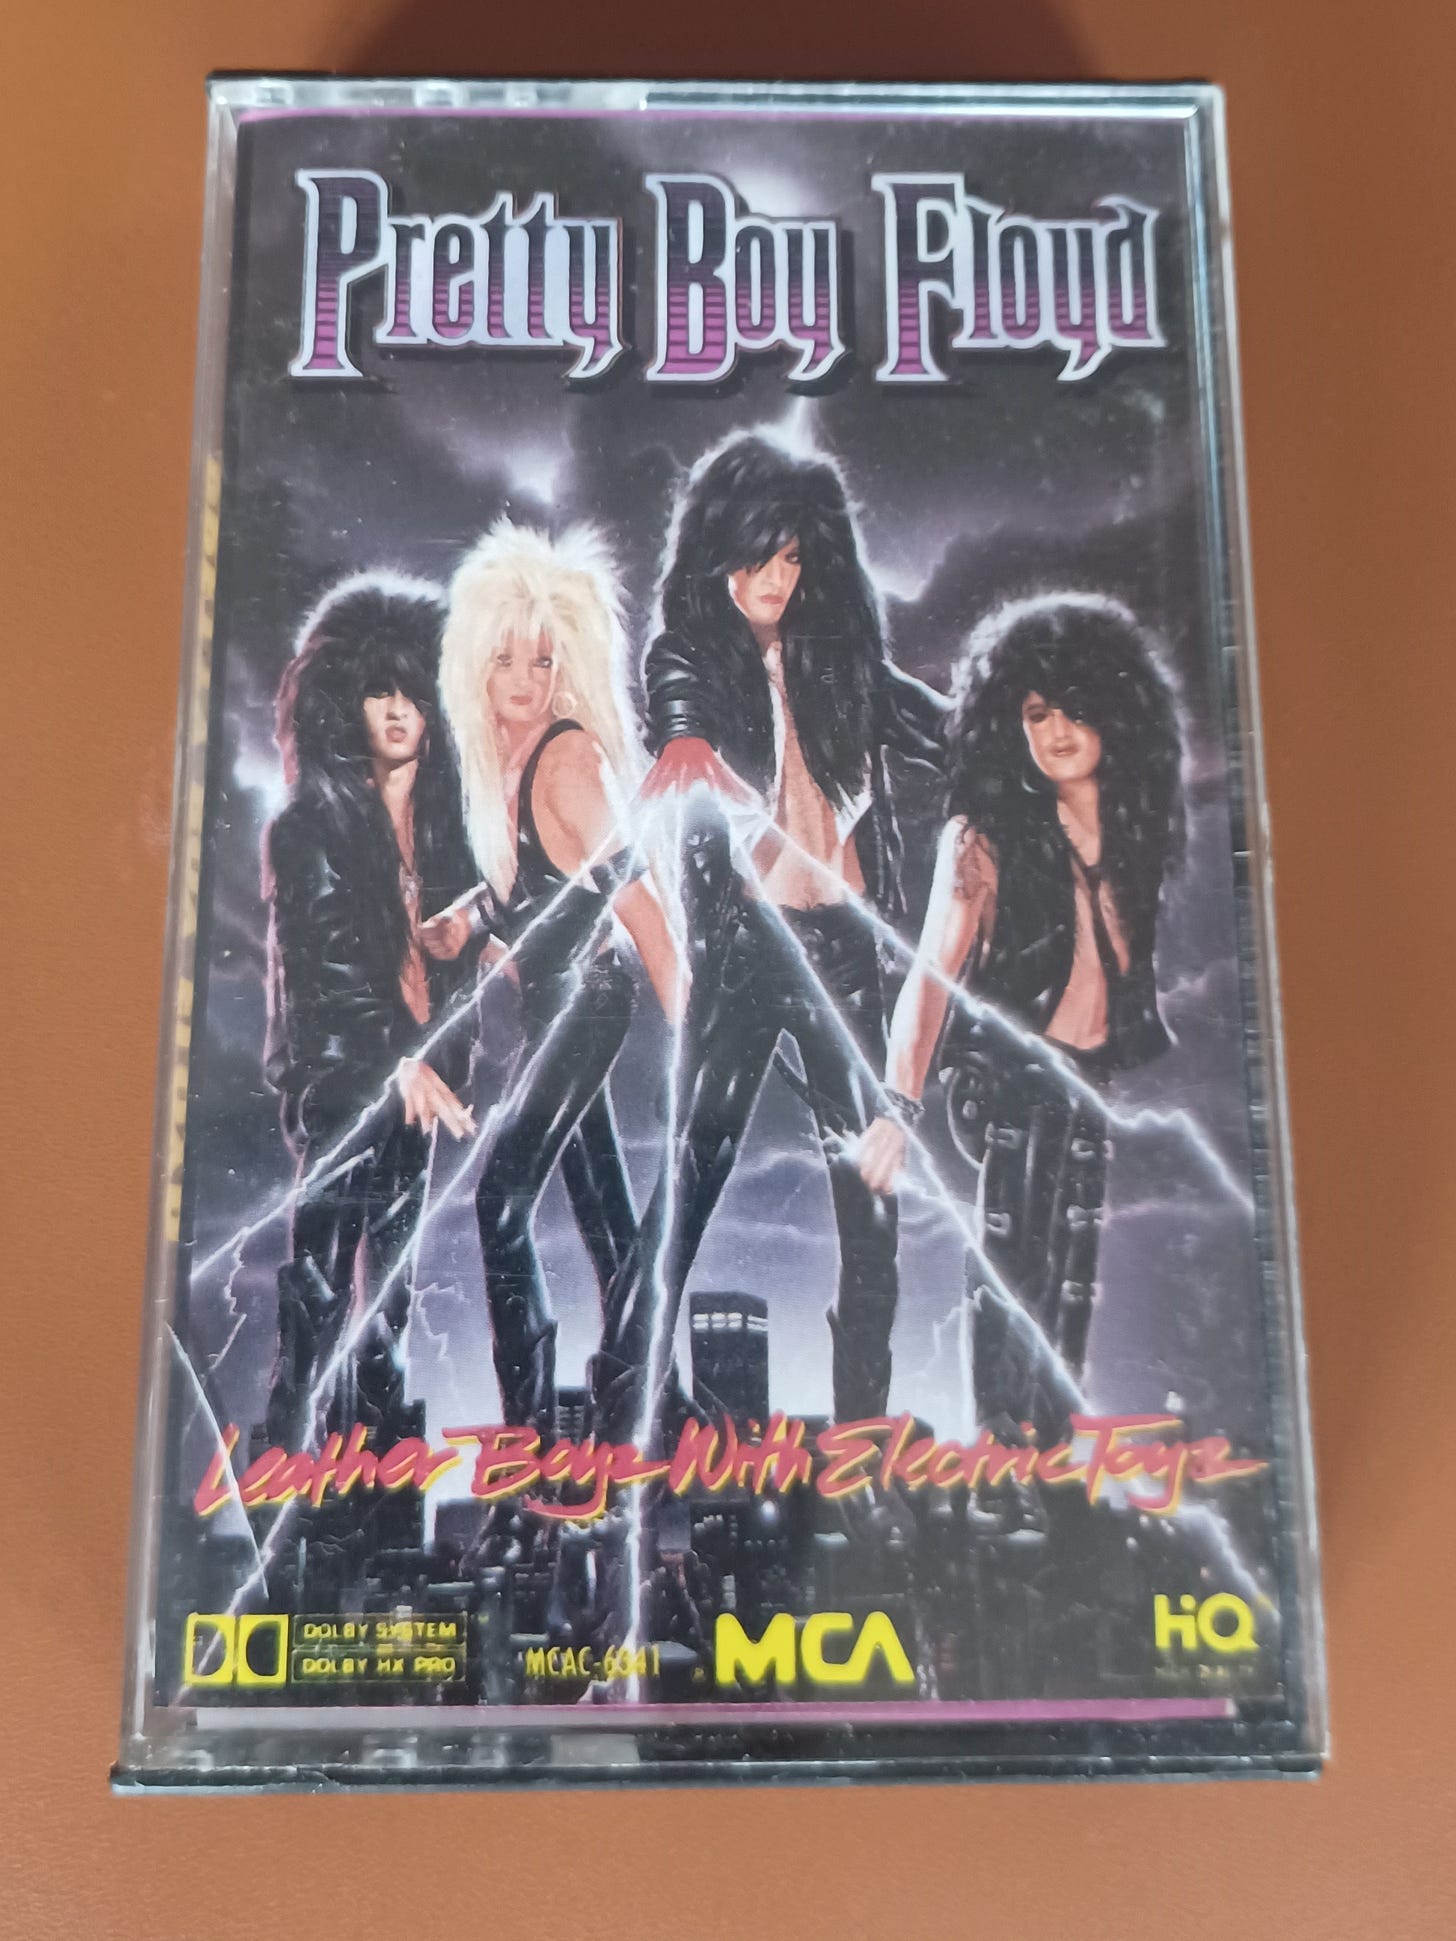 Pretty Boy Floyd
Leather Boyz With Electric Toyz
DOLBY SYSTEM
DOLBY HX PRO
MCAC-6341
MCA
HiQ